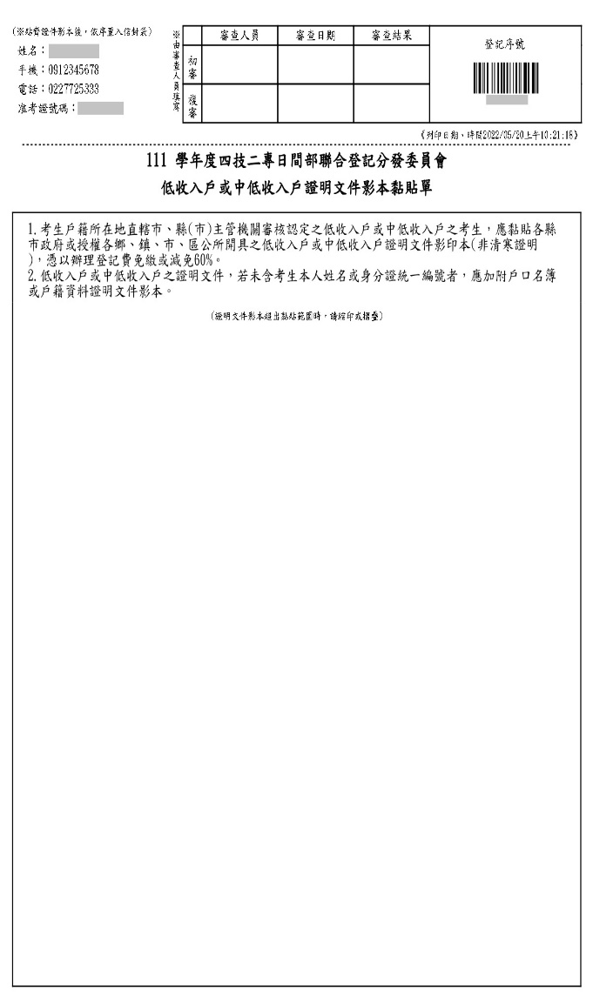 (※黏齊證件影本後，依序置入信封袋)
姓名：
手機：0912345678
電話：0227725333
准考證號碼：
※由審查人員填寫
審查人員 審查日期 審查結果
初審
複審
登記序號
《列印日期、時間2022/05/20上午10:21:18》
111 學年度四技二專日間部聯合登記分發委員會
低收入戶或中低收入戶證明文件影本黏貼單
1.考生戶籍所在地直轄市、縣(市)主管機關審核認定之低收入戶或中低收入戶之考生，應黏貼各縣
市政府或授權各鄉、鎮、市、區公所開具之低收入戶或中低收入戶證明文件影印本(非清寒證明
)，憑以辦理登記費免繳或減免60%。
2.低收入戶或中低收入戶之證明文件，若未含考生本人姓名或身分證統一編號者，應加附戶口名簿
或戶籍資料證明文件影本。
(證明文件影本超出黏貼範圍時，請縮印或摺疊)